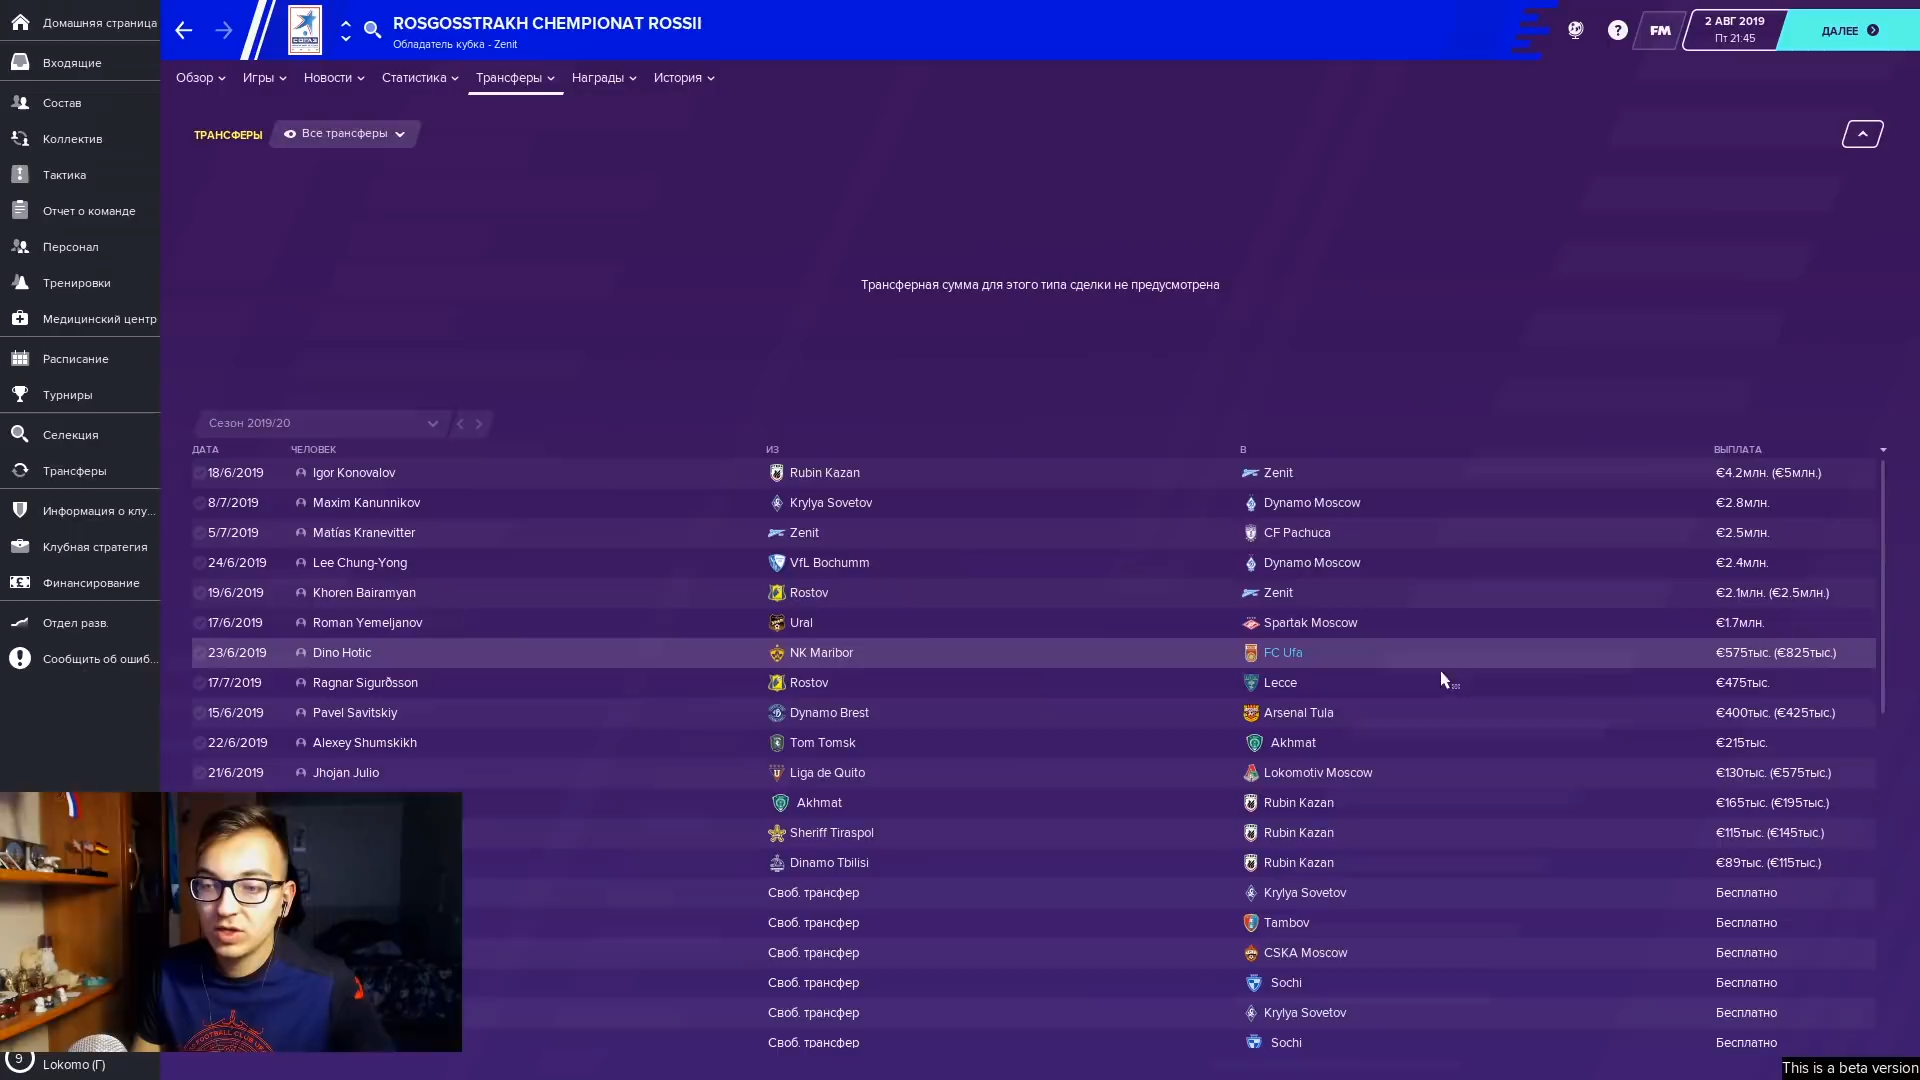 Домашняя страница
Входящие
Состав
Коллектив
Тактика
Отчет о команде
Персонал
Тренировки
Медицинский центр
Расписание
Турниры
Селекция
Трансферы
Информация о клу...
Клубная стратегия
Финансирование
Отдел разв.
Сообщить об ошиб...
9
Lokomo (Г)
ROSGOSSTRAKH CHEMPIONAT ROSSII
Обладатель кубка - Zenit
?
FM
2 АВГ 2019
Пт 21:45
ДАЛЕЕ
Обзор Игры Новости Статистика Трансферы Награды История
ТРАНСФЕРЫ Все трансферы
Трансферная сумма для этого типа сделки не предусмотрена
Сезон 2019/20
ДАТА ЧЕЛОВЕК ИЗ В ВЫПЛАТА
18/6/2019 Igor Konovalov Rubin Kazan Zenit €4.2млн. (€5млн.)
8/7/2019 Maxim Kanunnikov Krylya Sovetov Dynamo Moscow €2.8млн.
5/7/2019 Matías Kranevitter Zenit CF Pachuca €2.5млн.
24/6/2019 Lee Chung-Yong VfL Bochumm Dynamo Moscow €2.4млн.
19/6/2019 Khoren Bairamyan Rostov Zenit €2.1млн. (€2.5млн.)
17/6/2019 Roman Yemeljanov Ural Spartak Moscow €1.7млн.
23/6/2019 Dino Hotic NK Maribor FC Ufa €575тыс. (€825тыс.)
17/7/2019 Ragnar Sigurðsson Rostov Lecce €475тыс.
15/6/2019 Pavel Savitskiy Dynamo Brest Arsenal Tula €400тыс. (€425тыс.)
22/6/2019 Alexey Shumskikh Tom Tomsk Akhmat €215тыс.
21/6/2019 Jhojan Julio Liga de Quito Lokomotiv Moscow €130тыс. (€575тыс.)
Akhmat Rubin Kazan €165тыс. (€195тыс.)
Sheriff Tiraspol Rubin Kazan €115тыс. (€145тыс.)
Dinamo Tbilisi Rubin Kazan €89тыс. (€115тыс.)
Своб. трансфер Krylya Sovetov Бесплатно
Своб. трансфер Tambov Бесплатно
Своб. трансфер CSKA Moscow Бесплатно
Своб. трансфер Sochi Бесплатно
Своб. трансфер Krylya Sovetov Бесплатно
Своб. трансфер Sochi Бесплатно
FOOTBALL CLUB
This is a beta version